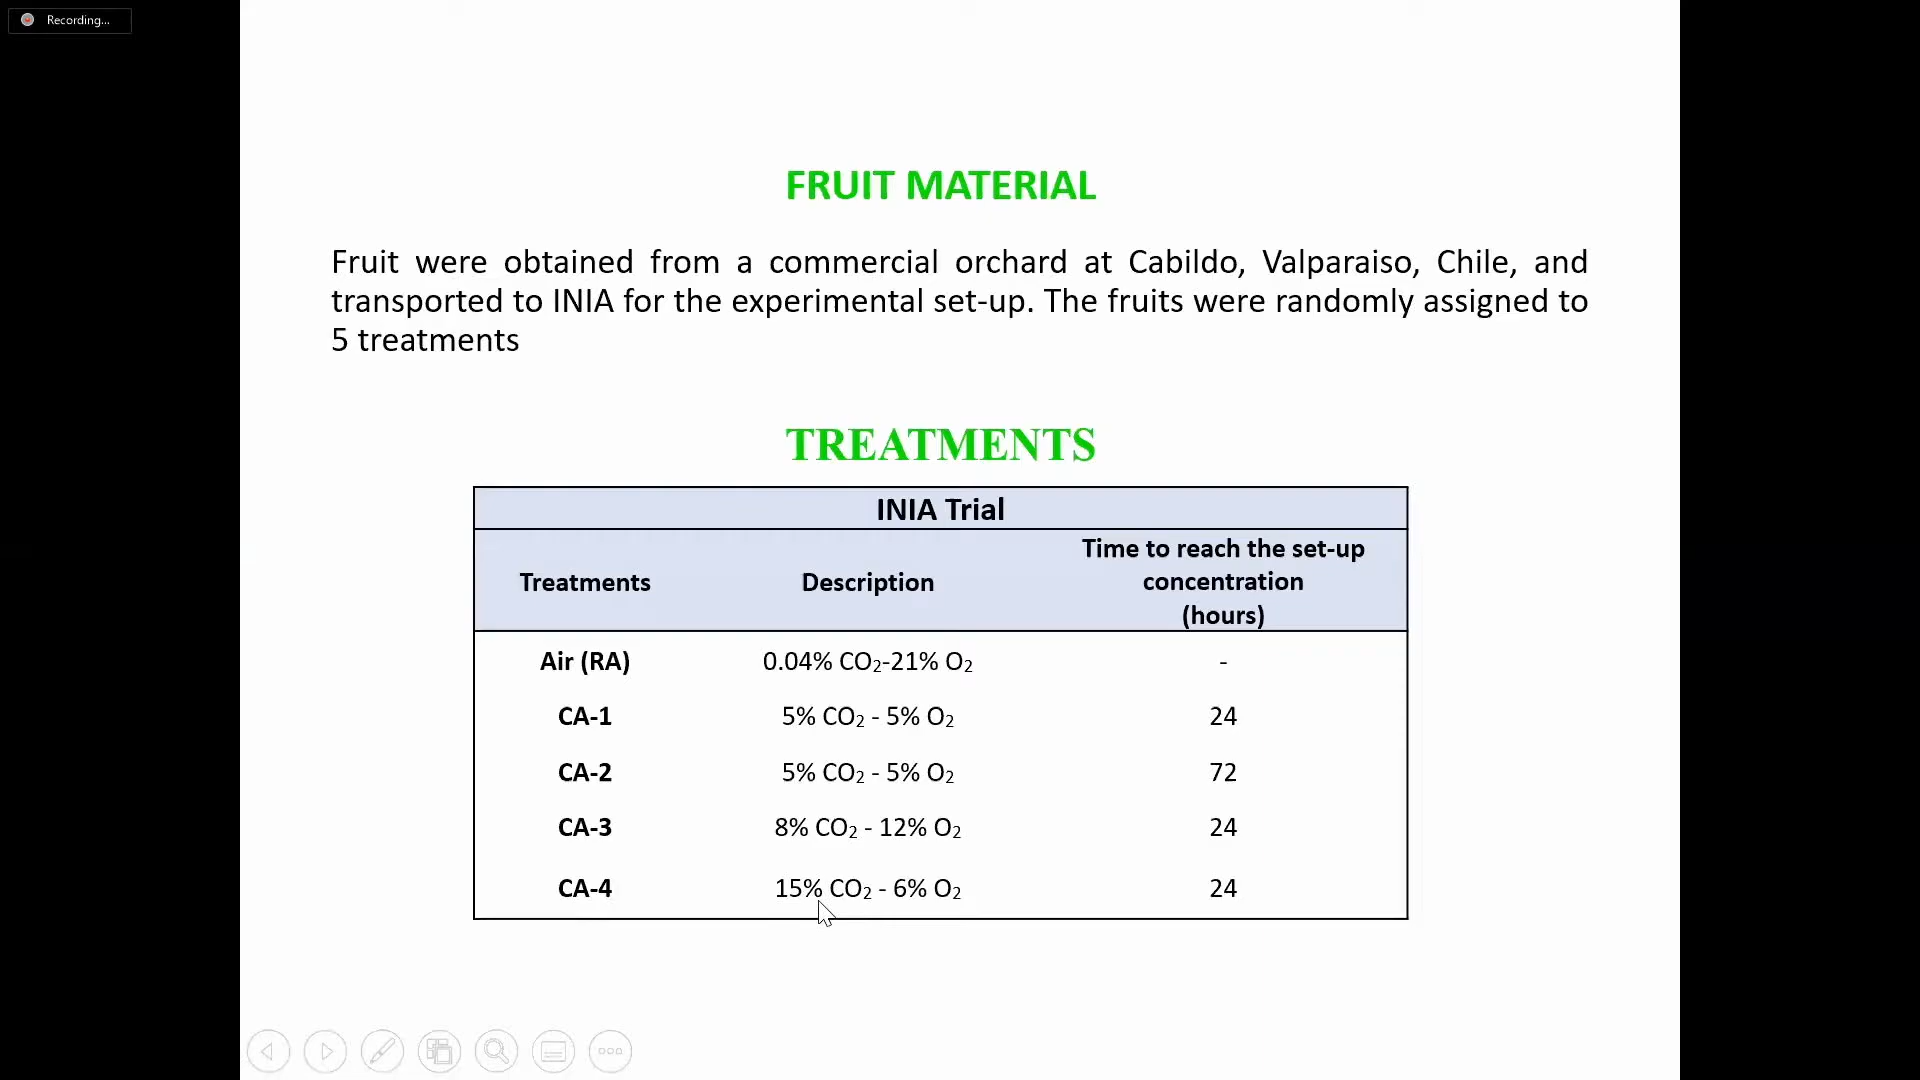 Recording...
FRUIT MATERIAL
Fruit were obtained from a commercial orchard at Cabildo, Valparaiso, Chile, and
transported to INIA for the experimental set-up. The fruits were randomly assigned to
5 treatments
TREATMENTS
INIA Trial
Treatments Description Time to reach the set-up
concentration
(hours)
Air (RA) 0.04% CO₂-21% O₂ -
CA-1 5% CO₂ - 5% O₂ 24
CA-2 5% CO₂ - 5% O₂ 72
CA-3 8% CO₂ - 12% O₂ 24
CA-4 15% CO₂ - 6% O₂ 24